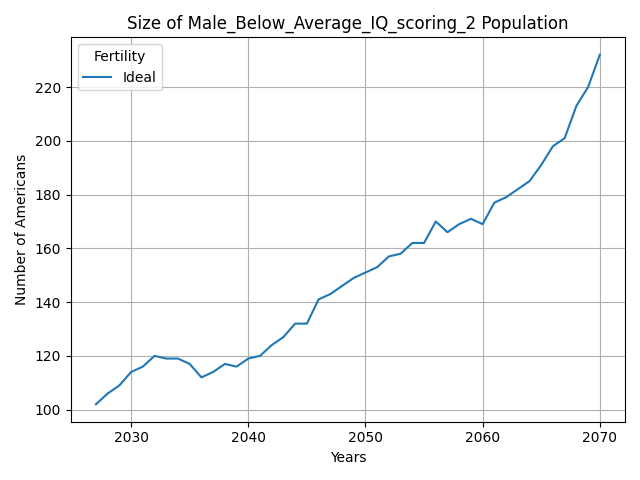 Size of Male_Below_Average_IQ_scoring_2 Population
Fertility
Ideal
Number of Americans
220
200
180
160
140
120
100
2030 2040 2050 2060 2070
Years